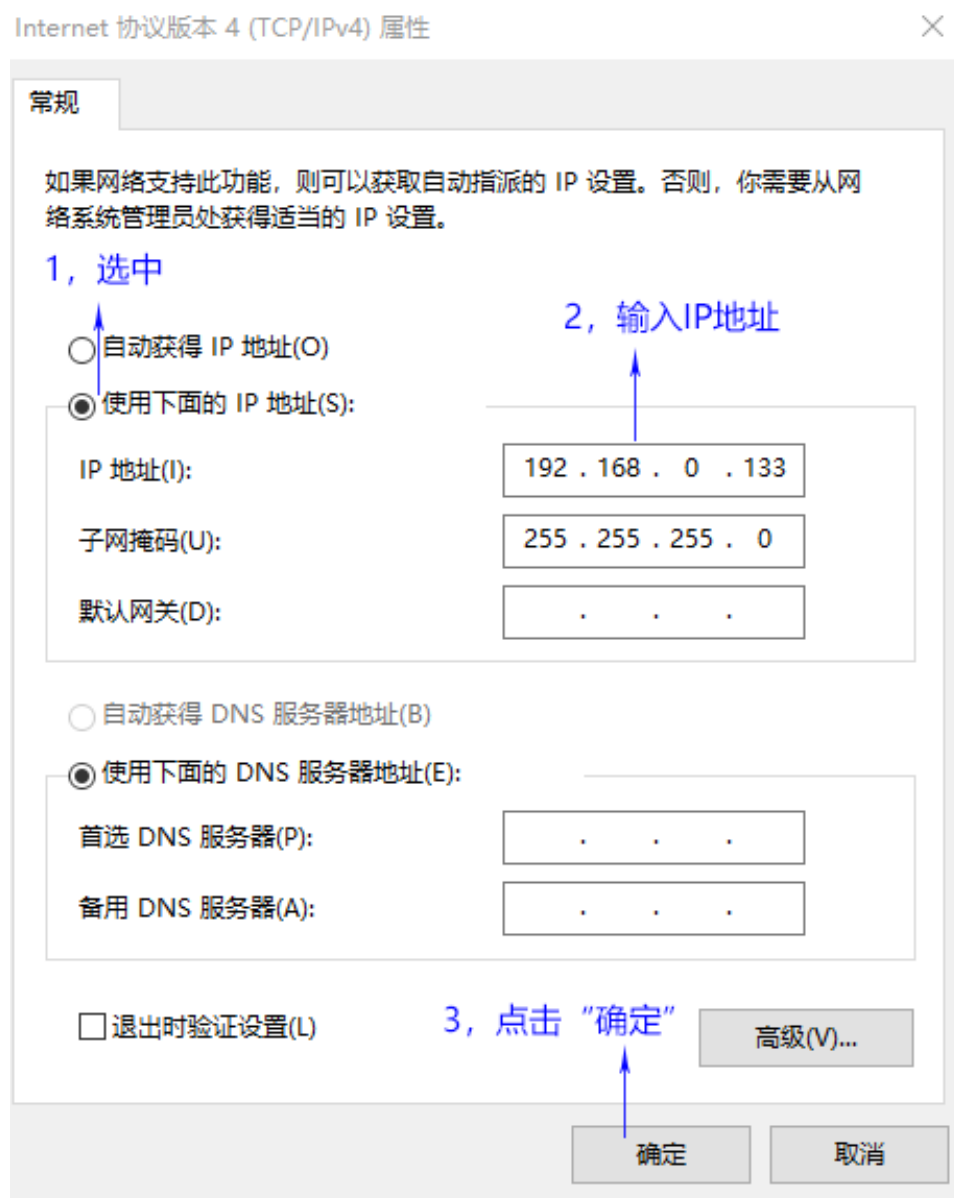 Internet 协议版本 4 (TCP/IPv4) 属性
常规
如果网络支持此功能，则可以获取自动指派的 IP 设置。否则，你需要从网
络系统管理员处获得适当的 IP 设置。
1，选中
2，输入IP地址
自动获得 IP 地址(O)
使用下面的 IP 地址(S):
IP 地址(I):
192 . 168 . 0 . 133
子网掩码(U):
255 . 255 . 255 . 0
默认网关(D):
. . .
自动获得 DNS 服务器地址(B)
使用下面的 DNS 服务器地址(E):
首选 DNS 服务器(P):
. . .
备用 DNS 服务器(A):
. . .
退出时验证设置(L)
3，点击“确定”
高级(V)...
确定
取消